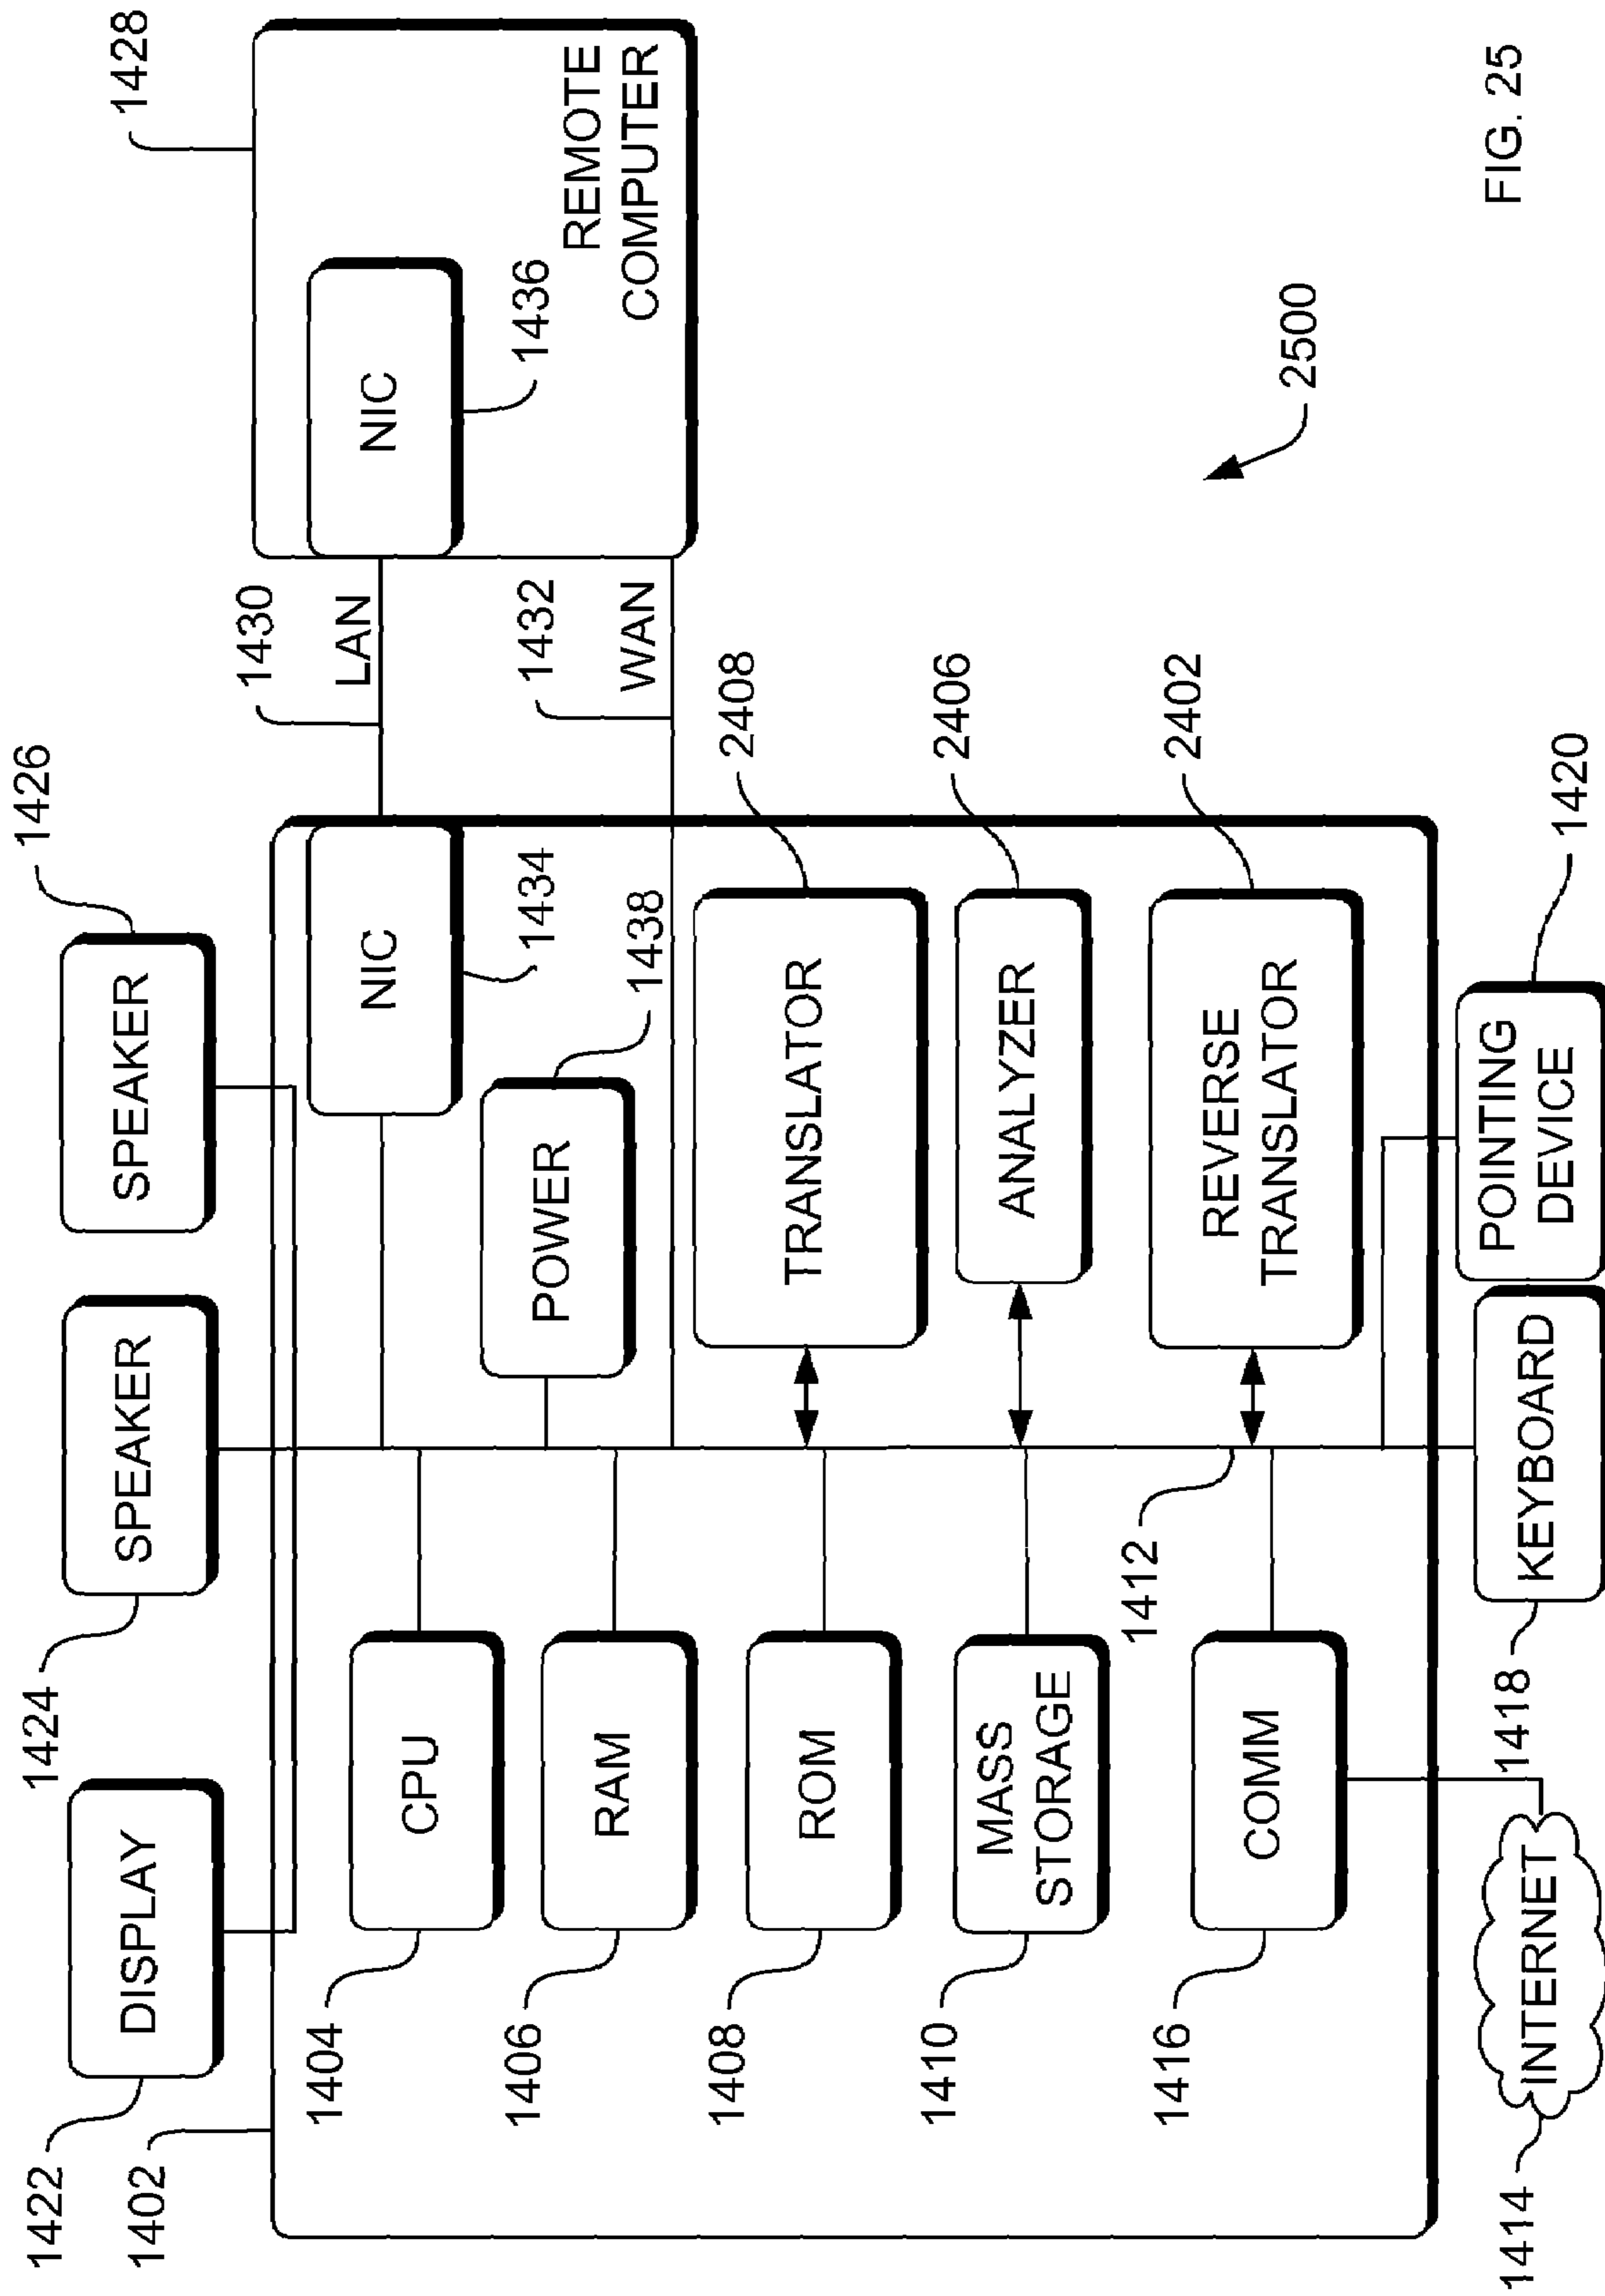 1422
DISPLAY
1424
SPEAKER
SPEAKER
1426
1402
1404
CPU
1406
RAM
1408
ROM
1410
MASS
STORAGE
1416
COMM
1412
NIC
1434
POWER
1438
TRANSLATOR
2408
ANALYZER
2406
REVERSE
TRANSLATOR
2402
1430
LAN
1432
WAN
1428
NIC
1436
REMOTE
COMPUTER
1414
INTERNET
1418
KEYBOARD
POINTING
DEVICE
1420
2500
FIG. 25